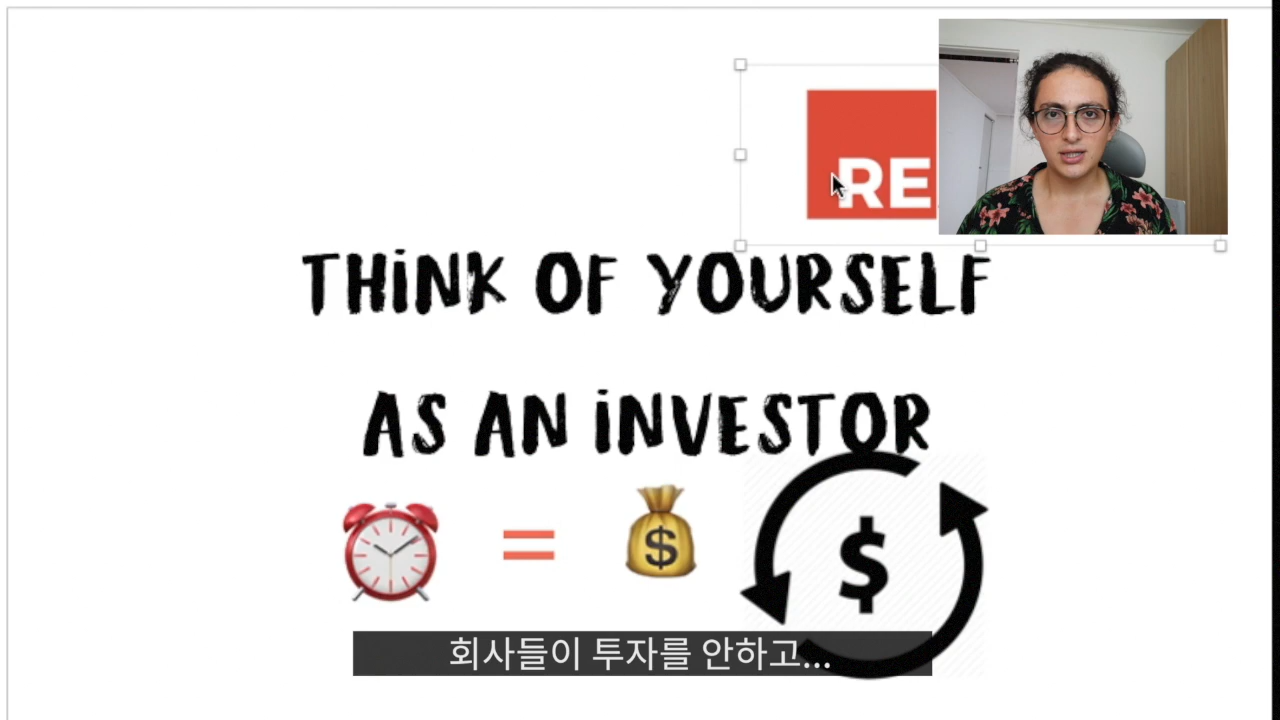 RE
THiNK OF YOURSELF
AS AN iNVESTOR
$
$
회사들이 투자를 안하고...